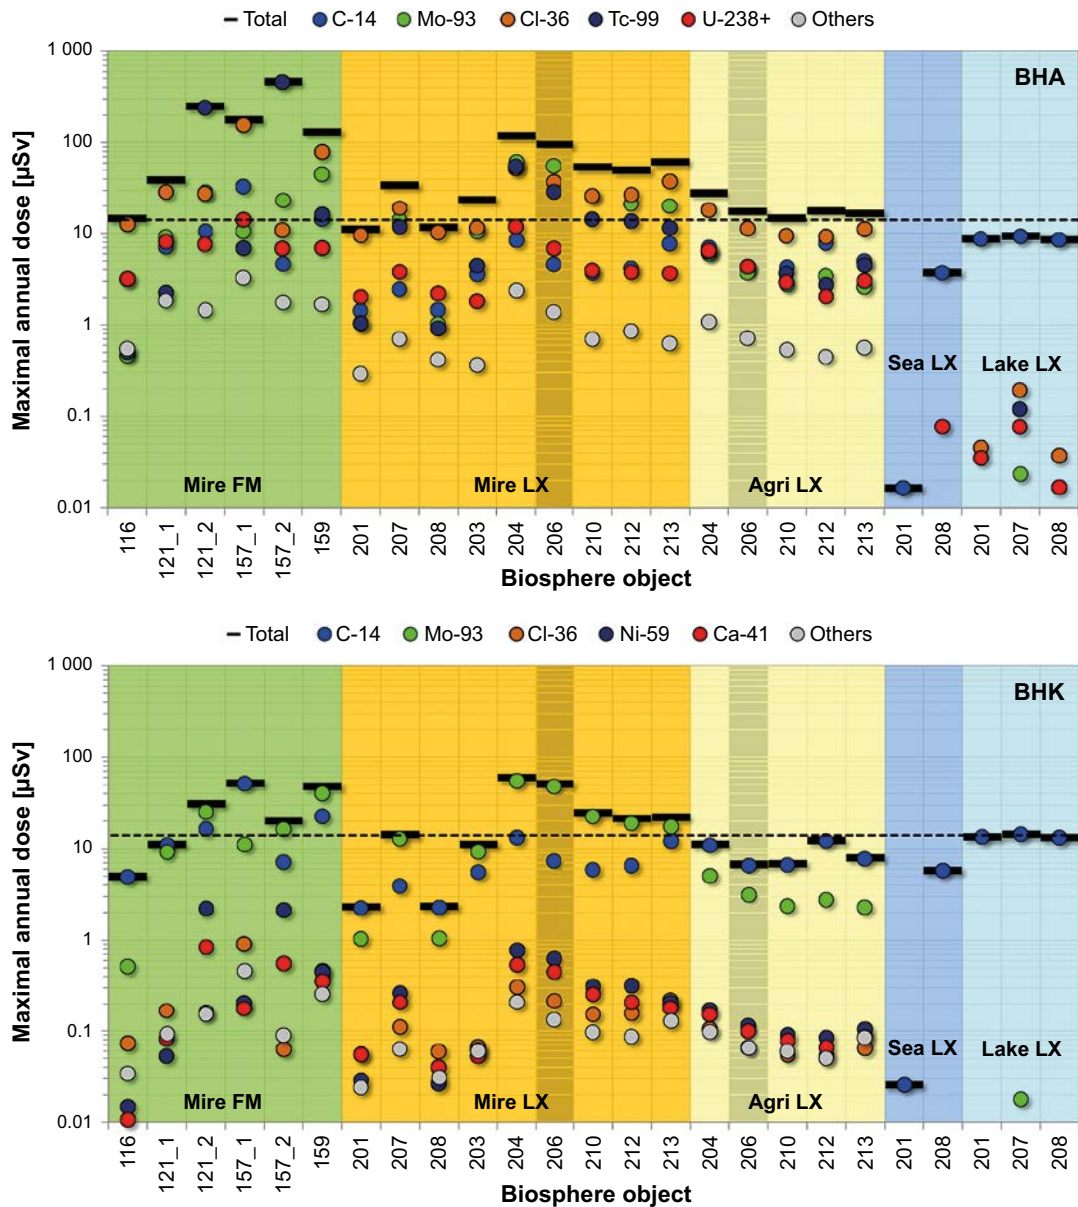 Total C-14 Mo-93 Cl-36 Tc-99 U-238+ Others
1 000
100
10
1
0.1
0.01
Maximal annual dose [µSv]
BHA
Sea LX Lake LX
Mire FM Mire LX Agri LX
116 121_1 121_2 157_1 157_2 159 201 207 208 203 204 206 210 212 213 204 206 210 212 213 201 208 201 207 208
Biosphere object
Total C-14 Mo-93 Cl-36 Ni-59 Ca-41 Others
1 000
100
10
1
0.1
0.01
Maximal annual dose [µSv]
BHK
Sea LX Lake LX
Mire FM Mire LX Agri LX
116 121_1 121_2 157_1 157_2 159 201 207 208 203 204 206 210 212 213 204 206 210 212 213 201 208 201 207 208
Biosphere object